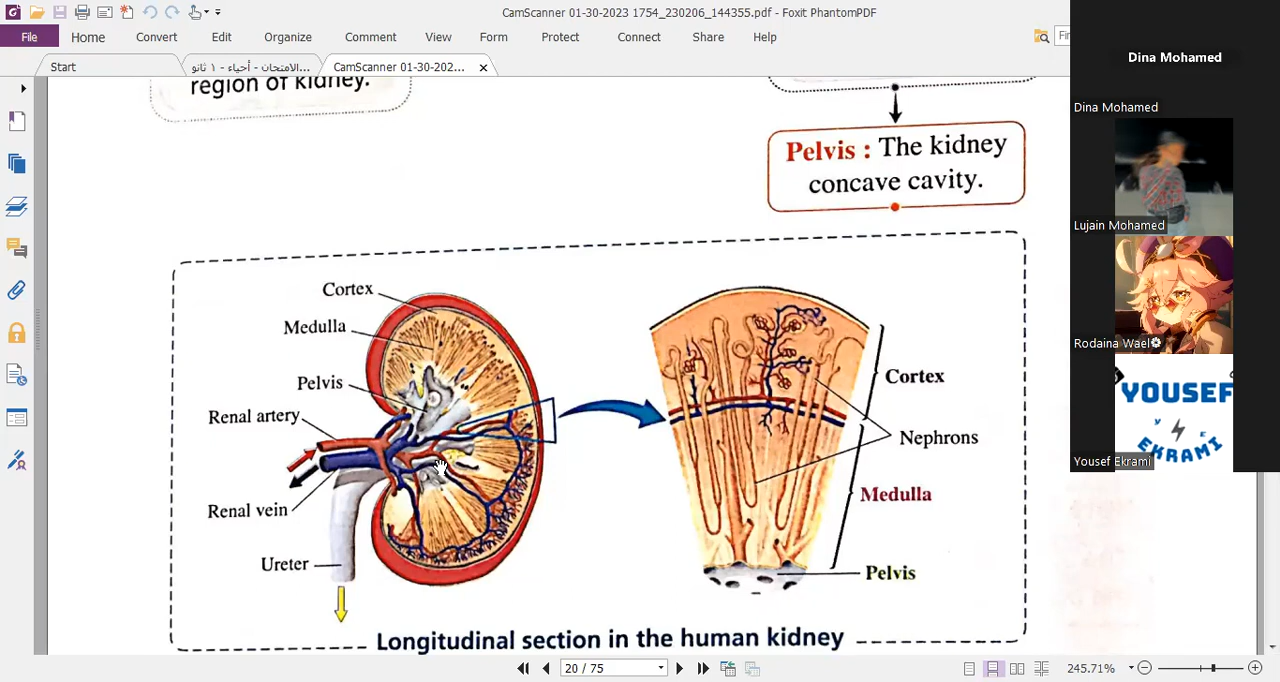 CamScanner 01-30-2023 1754_230206_144355.pdf - Foxit PhantomPDF
File Home Convert Edit Organize Comment View Form Protect Connect Share Help
Start
الامتحان - أحياء - ١ ثانو...
CamScanner 01-30-202...
region of kidney.
Pelvis : The kidney
concave cavity.
Cortex
Medulla
Pelvis
Renal artery
Renal vein
Ureter
Cortex
Nephrons
Medulla
Pelvis
Longitudinal section in the human kidney
20 / 75
245.71%
Dina Mohamed
Dina Mohamed
Lujain Mohamed
Rodaina Wael
YOUSEF
Y
EKRAMI
Yousef Ekrami